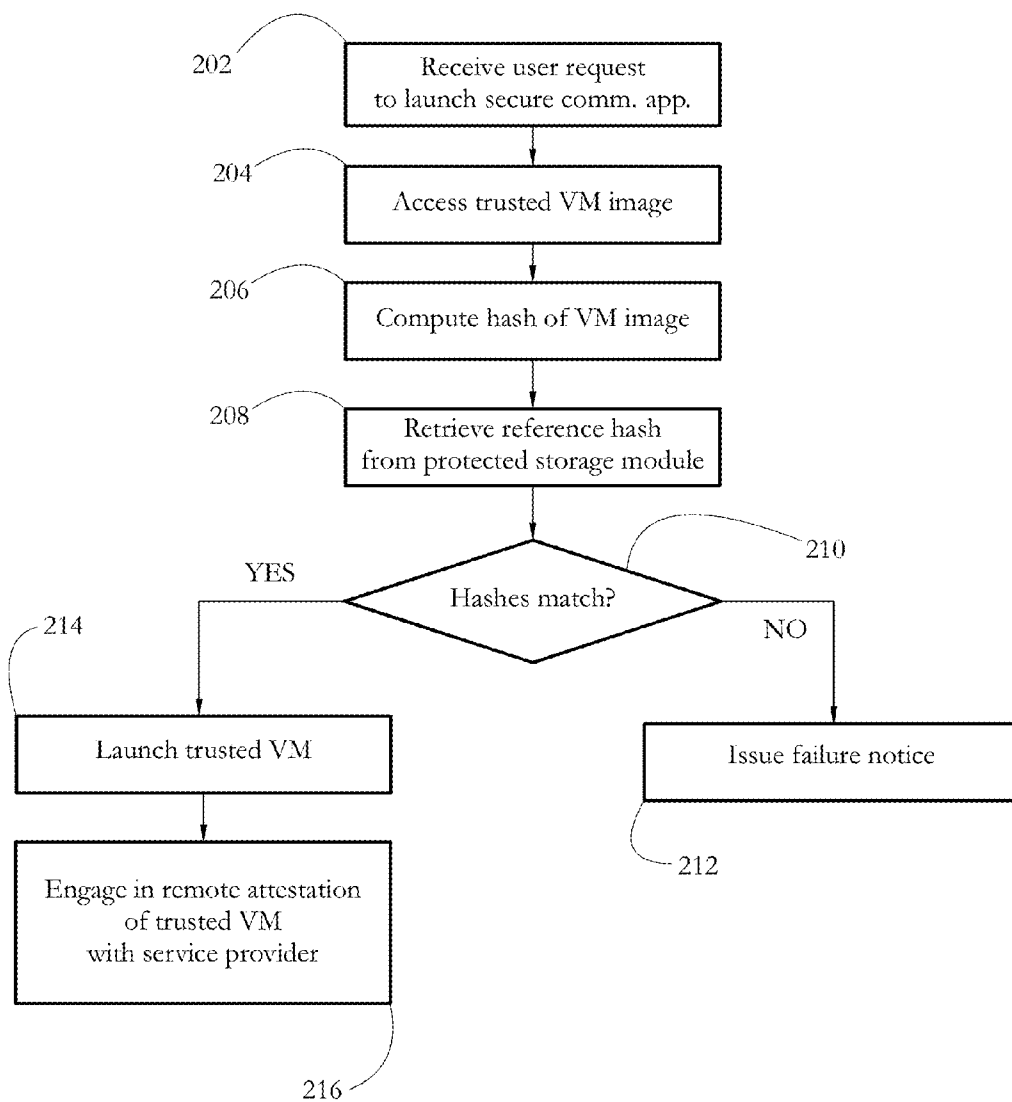 202
Receive user request
to launch secure comm. app.
204
Access trusted VM image
206
Compute hash of VM image
208
Retrieve reference hash
from protected storage module
210
YES
Hashes match?
NO
214
Launch trusted VM
Issue failure notice
212
Engage in remote attestation
of trusted VM
with service provider
216